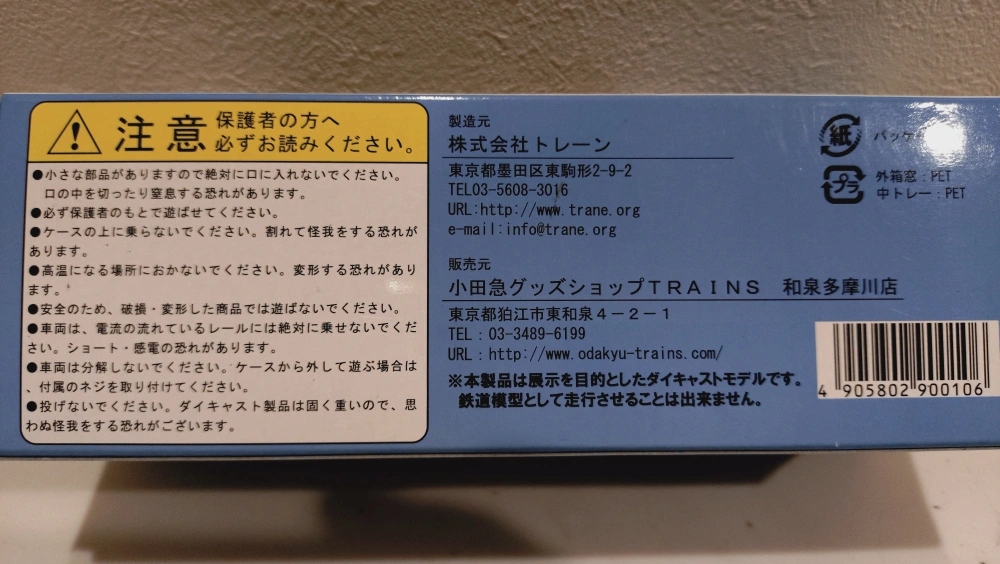 注意 保護者の方へ
必ずお読みください。
●小さな部品がありますので絶対に口に入れないでください。
口の中を切ったり窒息する恐れがあります。
●必ず保護者のもとで遊ばせてください。
●ケースの上に乗らないでください。割れて怪我をする恐れが
あります。
●高温になる場所におかないでください。変形する恐れがあり
ます。
●安全のため、破損・変形した商品では遊ばないでください。
●車両は、電流の流れているレールには絶対に乗せないでくだ
さい。ショート・感電の恐れがあります。
●車両は分解しないでください。ケースから外して遊ぶ場合は
、付属のネジを取り付けてください。
●投げないでください。ダイキャスト製品は固く重いので、思
わぬ怪我をする恐れがございます。
製造元
株式会社トレーン
東京都墨田区東駒形2-9-2
TEL03-5608-3016
URL:http://www.trane.org
e-mail:info@trane.org
販売元
小田急グッズショップTRAINS 和泉多摩川店
東京都狛江市東和泉4-2-1
TEL:03-3489-6199
URL:http://www.odakyu-trains.com/
※本製品は展示を目的としたダイキャストモデルです。
鉄道模型として走行させることは出来ません。
紙 パッケ
プラ 外箱窓:PET
中トレー:PET
4 905802 900106